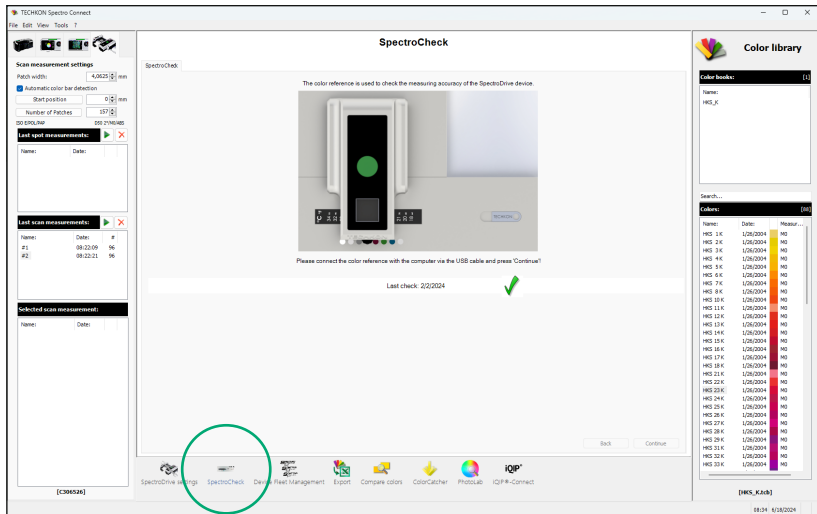 TECHKON Spectro Connect
File Edit View Tools ?
SpectroCheck
Color library
Scan measurement settings
Patch width: 4,0625 mm
Automatic color bar detection
Start position 0 mm
Number of Patches 157
ISO E/POL/PAP D50 2°/M0/ABS
Last spot measurements:
Name: Date:
Last scan measurements:
Name: Date: #
#1 08:22:09 96
#2 08:22:21 96
Selected scan measurement:
Name: Date:
[C306526]
SpectroCheck
The color reference is used to check the measuring accuracy of the SpectroDrive device.
TECHKON
Please connect the color reference with the computer via the USB cable and press 'Continue'!
Last check: 2/2/2024
Back Continue
SpectroDrive settings SpectroCheck Device Fleet Management Export Compare colors ColorCatcher PhotoLab iQIP®-Connect
iQIP®
Color books: [1]
Name:
HKS_K
Search...
Colors: [88]
Name: Date: Measur...
HKS 1 K 1/26/2004 M0
HKS 2 K 1/26/2004 M0
HKS 3 K 1/26/2004 M0
HKS 4 K 1/26/2004 M0
HKS 5 K 1/26/2004 M0
HKS 6 K 1/26/2004 M0
HKS 7 K 1/26/2004 M0
HKS 8 K 1/26/2004 M0
HKS 10 K 1/26/2004 M0
HKS 11 K 1/26/2004 M0
HKS 12 K 1/26/2004 M0
HKS 13 K 1/26/2004 M0
HKS 14 K 1/26/2004 M0
HKS 15 K 1/26/2004 M0
HKS 16 K 1/26/2004 M0
HKS 17 K 1/26/2004 M0
HKS 18 K 1/26/2004 M0
HKS 21 K 1/26/2004 M0
HKS 22 K 1/26/2004 M0
HKS 23 K 1/26/2004 M0
HKS 24 K 1/26/2004 M0
HKS 25 K 1/26/2004 M0
HKS 26 K 1/26/2004 M0
HKS 27 K 1/26/2004 M0
HKS 28 K 1/26/2004 M0
HKS 29 K 1/26/2004 M0
HKS 31 K 1/26/2004 M0
HKS 32 K 1/26/2004 M0
HKS 33 K 1/26/2004 M0
[HKS_K.tcb]
08:34 6/18/2024